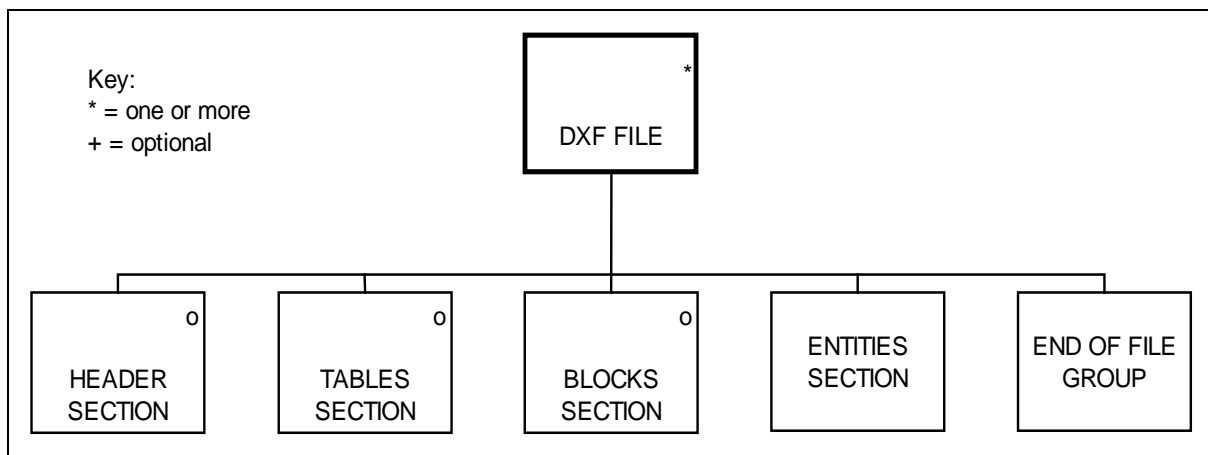 Key:
* = one or more
+ = optional
*
DXF FILE
o
HEADER
SECTION
o
TABLES
SECTION
o
BLOCKS
SECTION
ENTITIES
SECTION
END OF FILE
GROUP